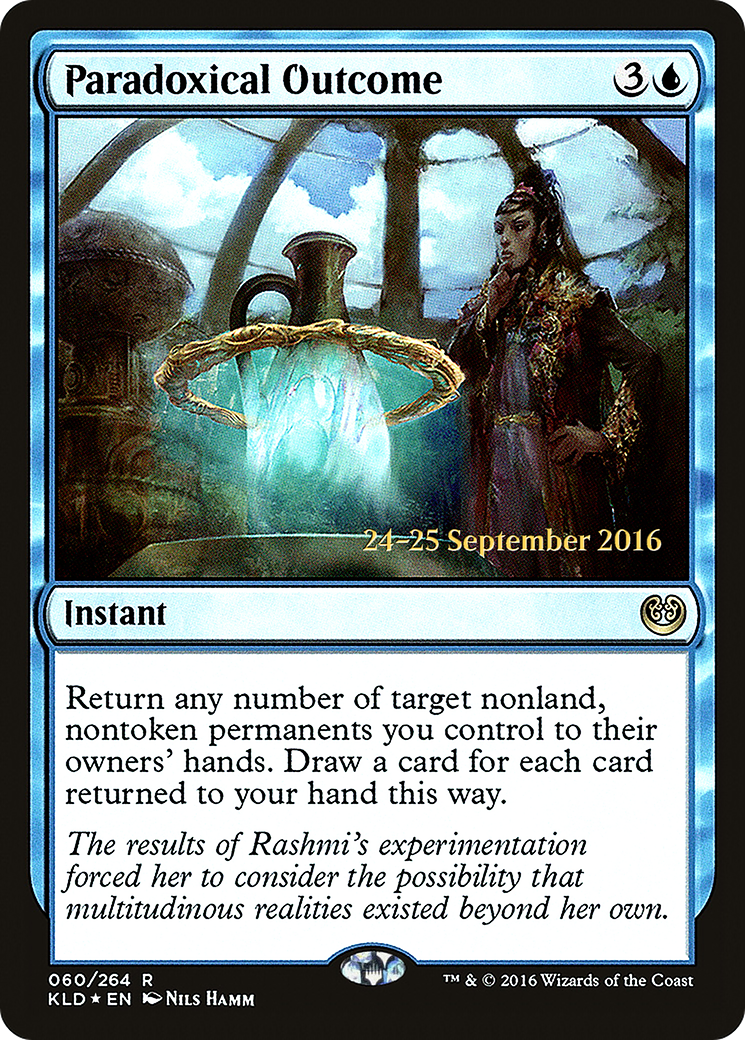 Paradoxical Outcome 3
24–25 September 2016
Instant
Return any number of target nonland,
nontoken permanents you control to their
owners' hands. Draw a card for each card
returned to your hand this way.
The results of Rashmi's experimentation
forced her to consider the possibility that
multitudinous realities existed beyond her own.
060/264 R
KLD ★ EN Nils Hamm
™ & © 2016 Wizards of the Coast